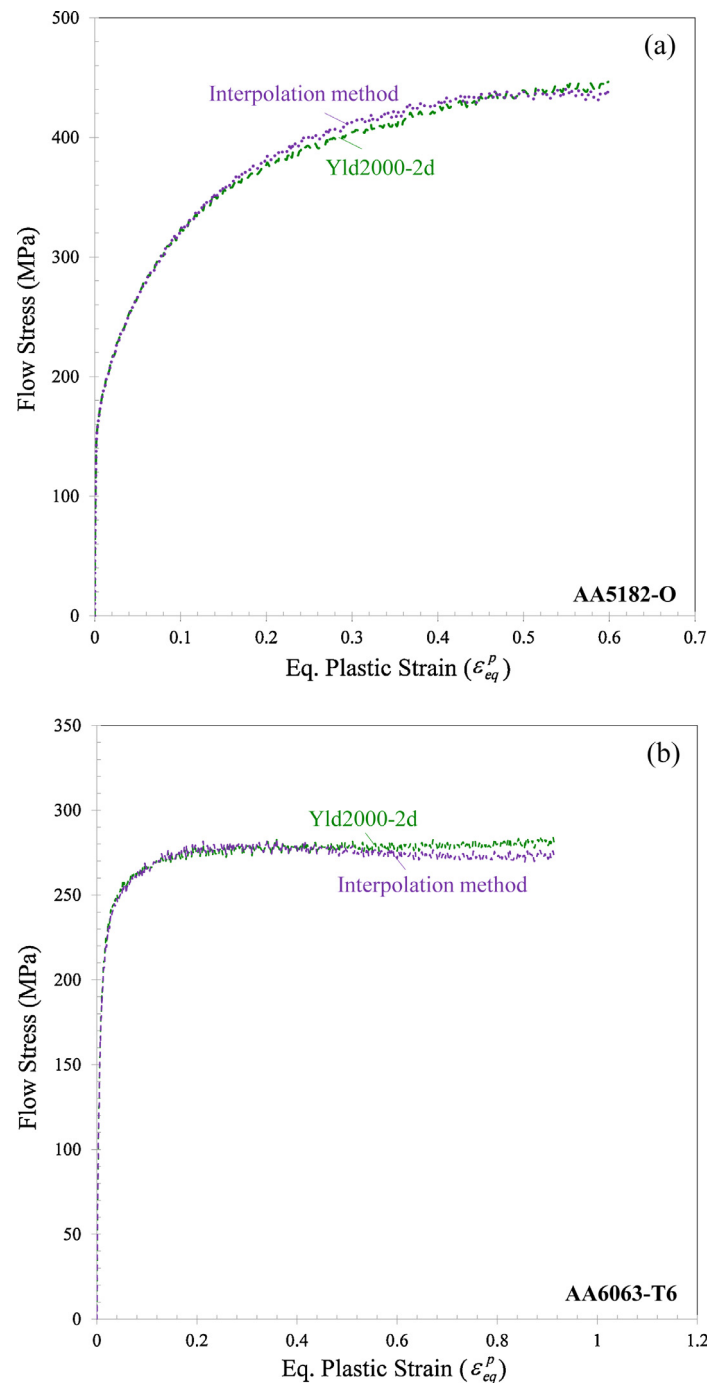 500
(a)
Interpolation method
400
Yld2000-2d
300
Flow Stress (MPa)
200
100
AA5182-O
0
0 0.1 0.2 0.3 0.4 0.5 0.6 0.7
Eq. Plastic Strain (ε_eq^p)
350
(b)
300
Yld2000-2d
250
Interpolation method
200
Flow Stress (MPa)
150
100
50
AA6063-T6
0
0 0.2 0.4 0.6 0.8 1 1.2
Eq. Plastic Strain (ε_eq^p)